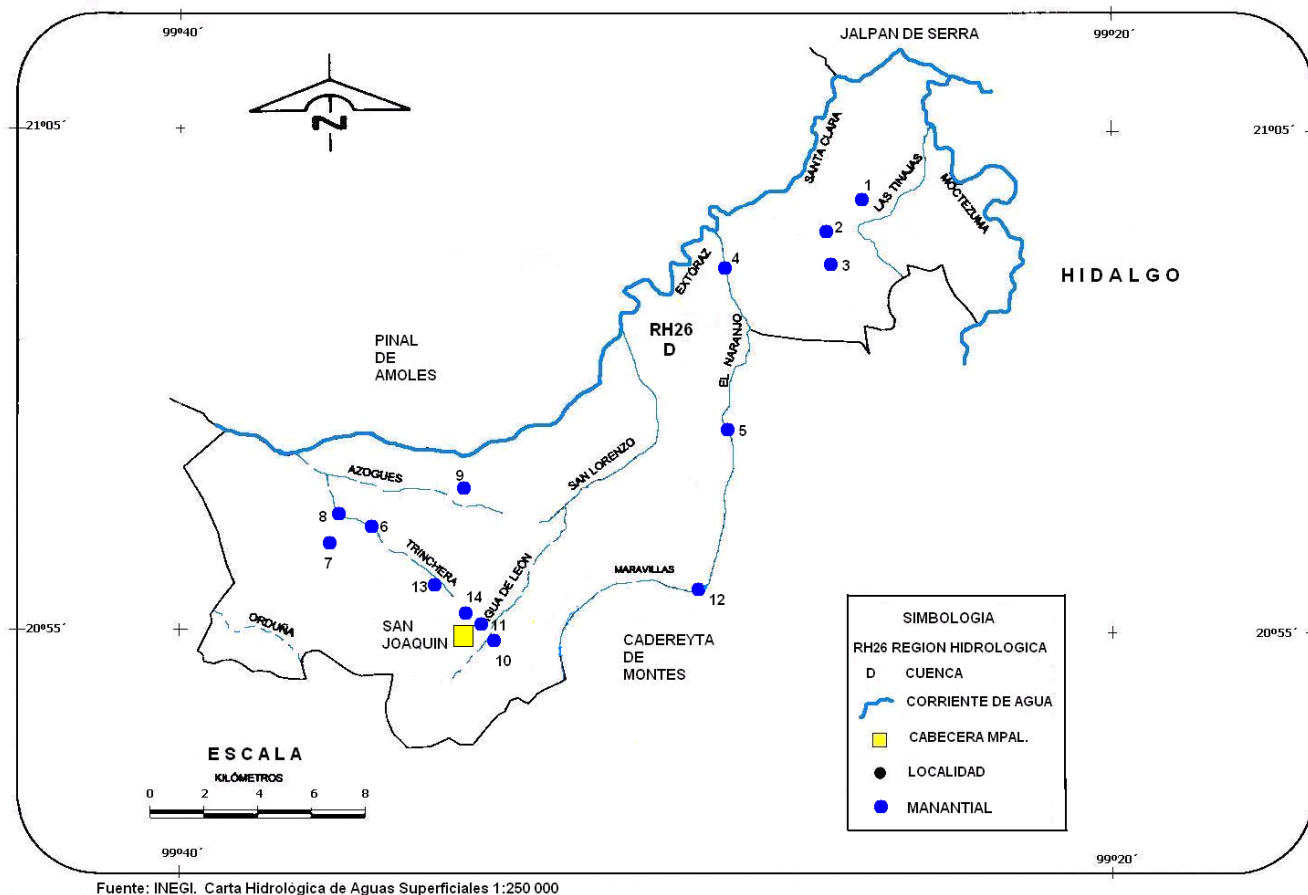 99º40´
99º20´
JALPAN DE SERRA
N
21º05´
21º05´
SANTA CLARA
LAS TINAJAS
MOCTEZUMA
1
2
3
4
EXTÓRAZ
HIDALGO
RH26
D
EL NARANJO
PINAL
DE
AMOLES
5
SAN LORENZO
AZOGUES
9
8
6
7
TRINCHERA
13
14
AGUA DE LEON
11
10
MARAVILLAS
12
ORDUÑA
SAN
JOAQUIN
CADEREYTA
DE
MONTES
20º55´
20º55´
SIMBOLOGIA
RH26 REGION HIDROLOGICA
D CUENCA
CORRIENTE DE AGUA
CABECERA MPAL.
LOCALIDAD
MANANTIAL
ESCALA
KILÓMETROS
0 2 4 6 8
99º40´
99º20´
Fuente: INEGI. Carta Hidrológica de Aguas Superficiales 1:250 000